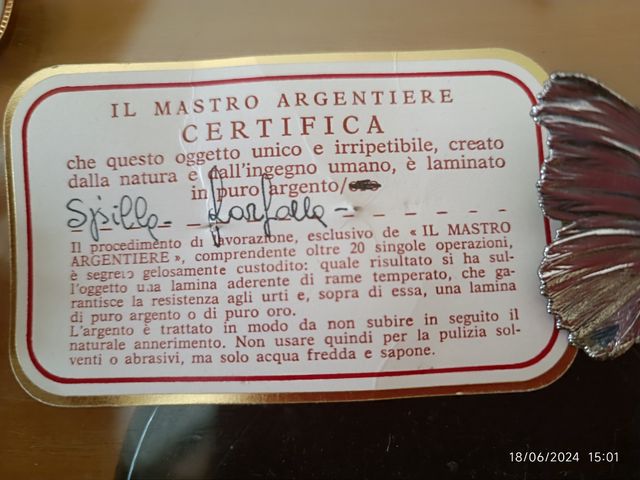 IL MASTRO ARGENTIERE
CERTIFICA
che questo oggetto unico e irripetibile, creato
dalla natura e dall'ingegno umano, è laminato
in puro argento/
Spilla - farfalla -
Il procedimento di lavorazione, esclusivo de « IL MASTRO
ARGENTIERE », comprendente oltre 20 singole operazioni,
è segreto gelosamente custodito: quale risultato si ha sul-
l'oggetto una lamina aderente di rame temperato, che ga-
rantisce la resistenza agli urti e, sopra di essa, una lamina
di puro argento o di puro oro.
L'argento è trattato in modo da non subire in seguito il
naturale annerimento. Non usare quindi per la pulizia sol-
venti o abrasivi, ma solo acqua fredda e sapone.
18/06/2024 15:01